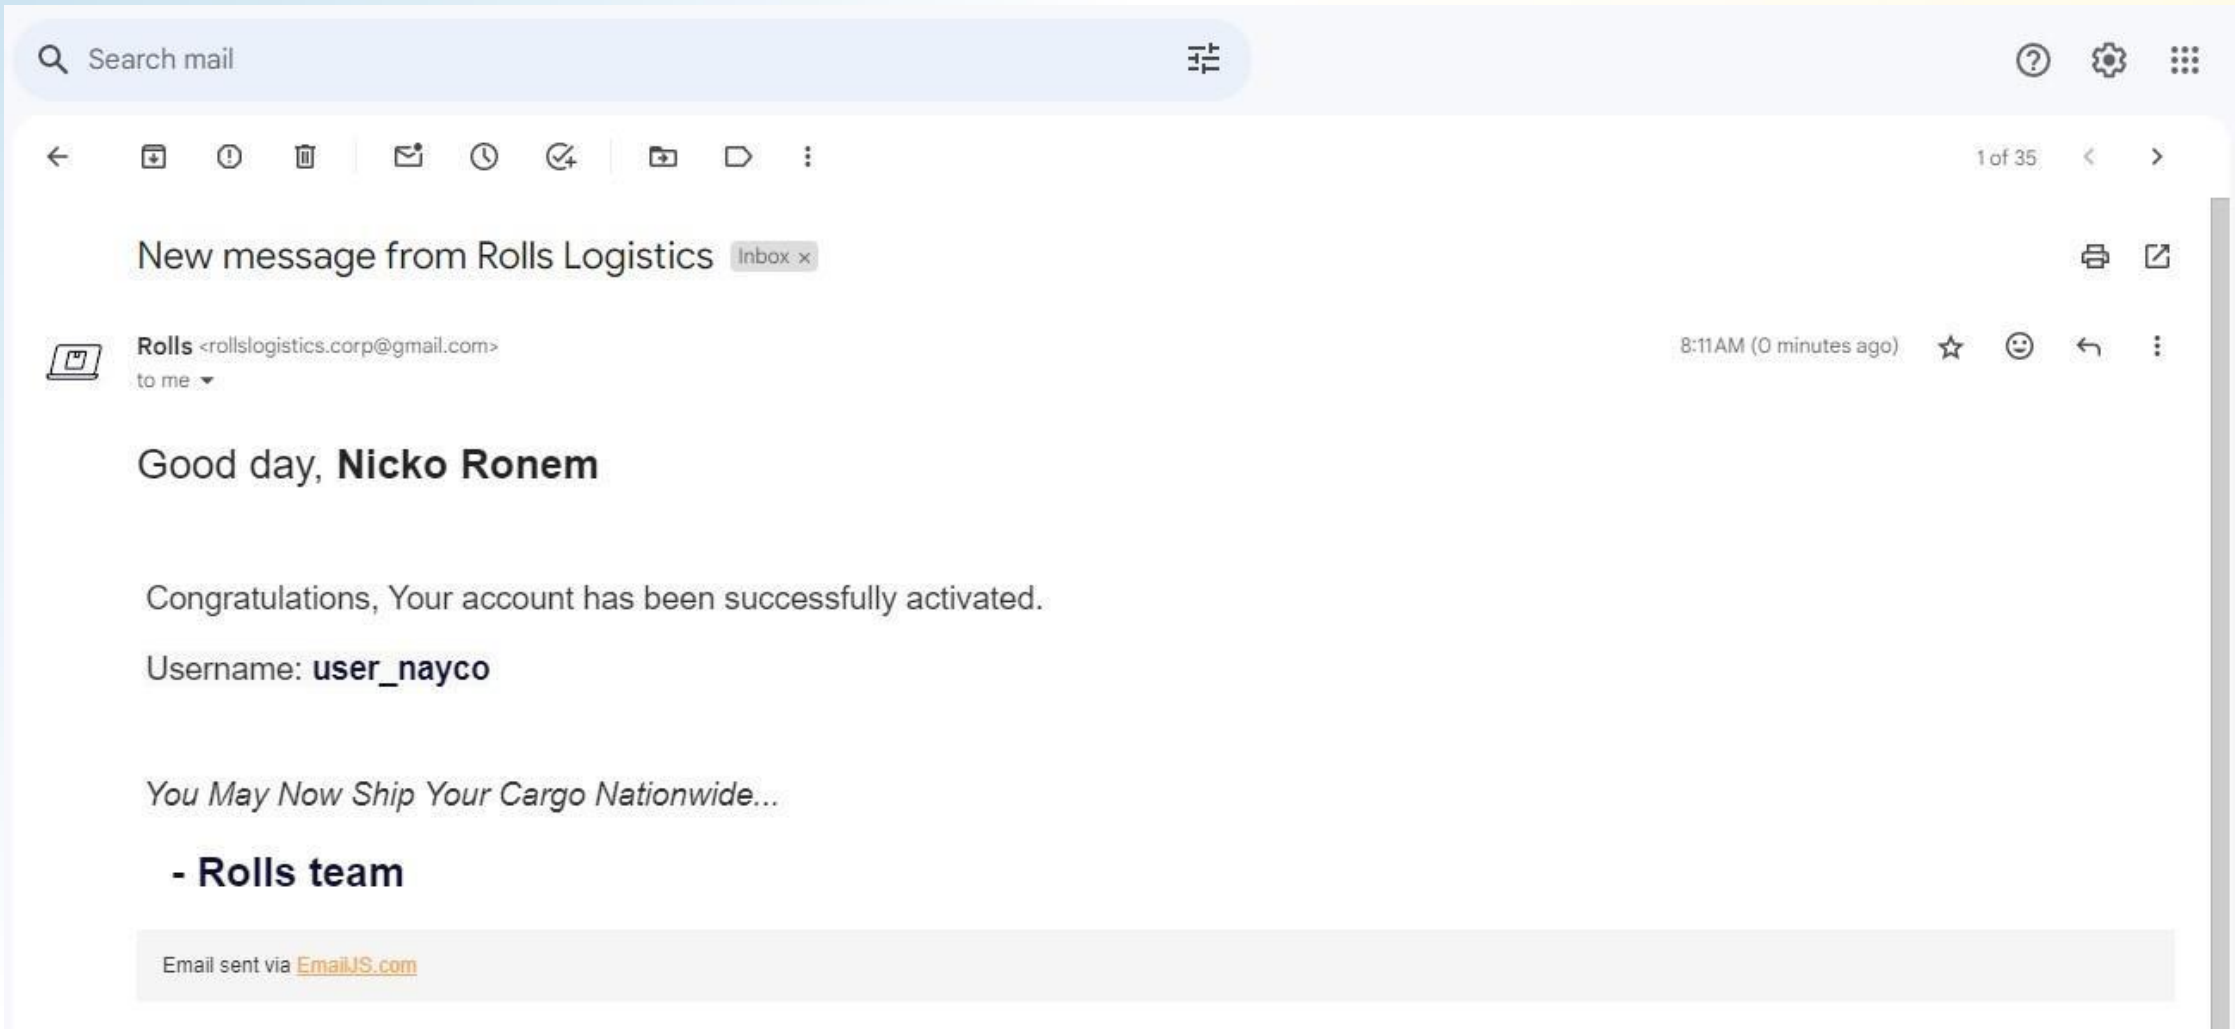 Search mail
1 of 35
New message from Rolls Logistics Inbox ×
Rolls <rollslogistics.corp@gmail.com> 8:11 AM (0 minutes ago)
to me
Good day, Nicko Ronem
Congratulations, Your account has been successfully activated.
Username: user_nayco
You May Now Ship Your Cargo Nationwide...
- Rolls team
Email sent via EmailJS.com